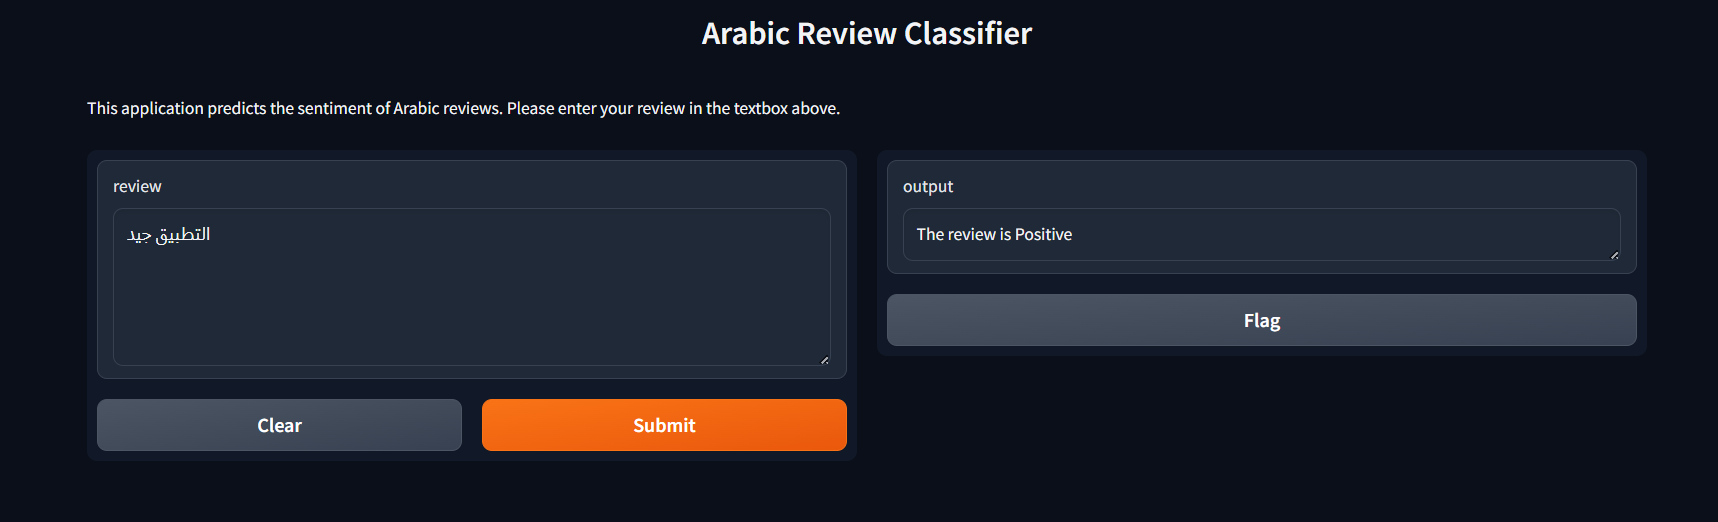 Arabic Review Classifier
This application predicts the sentiment of Arabic reviews. Please enter your review in the textbox above.
review
التطبيق جيد
Clear
Submit
output
The review is Positive
Flag